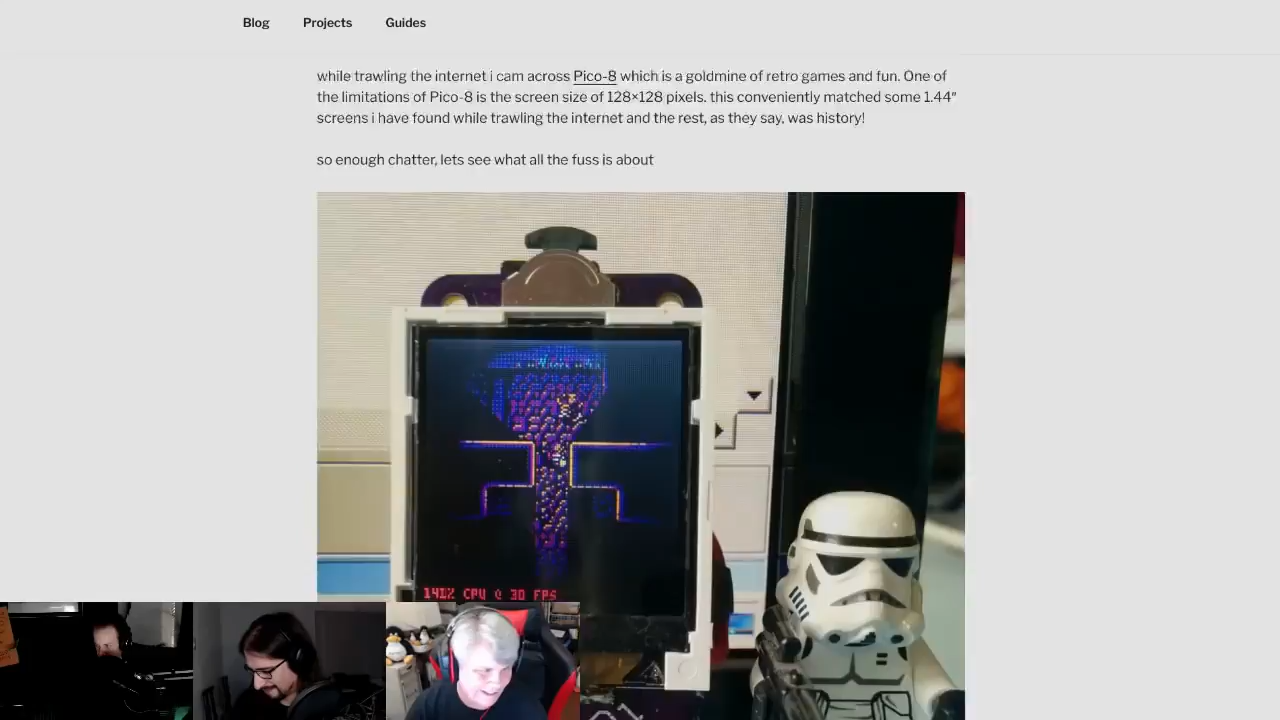 Blog Projects Guides
while trawling the internet i cam across Pico-8 which is a goldmine of retro games and fun. One of
the limitations of Pico-8 is the screen size of 128×128 pixels. this conveniently matched some 1.44″
screens i have found while trawling the internet and the rest, as they say, was history!
so enough chatter, lets see what all the fuss is about
141% CPU @ 30 FPS